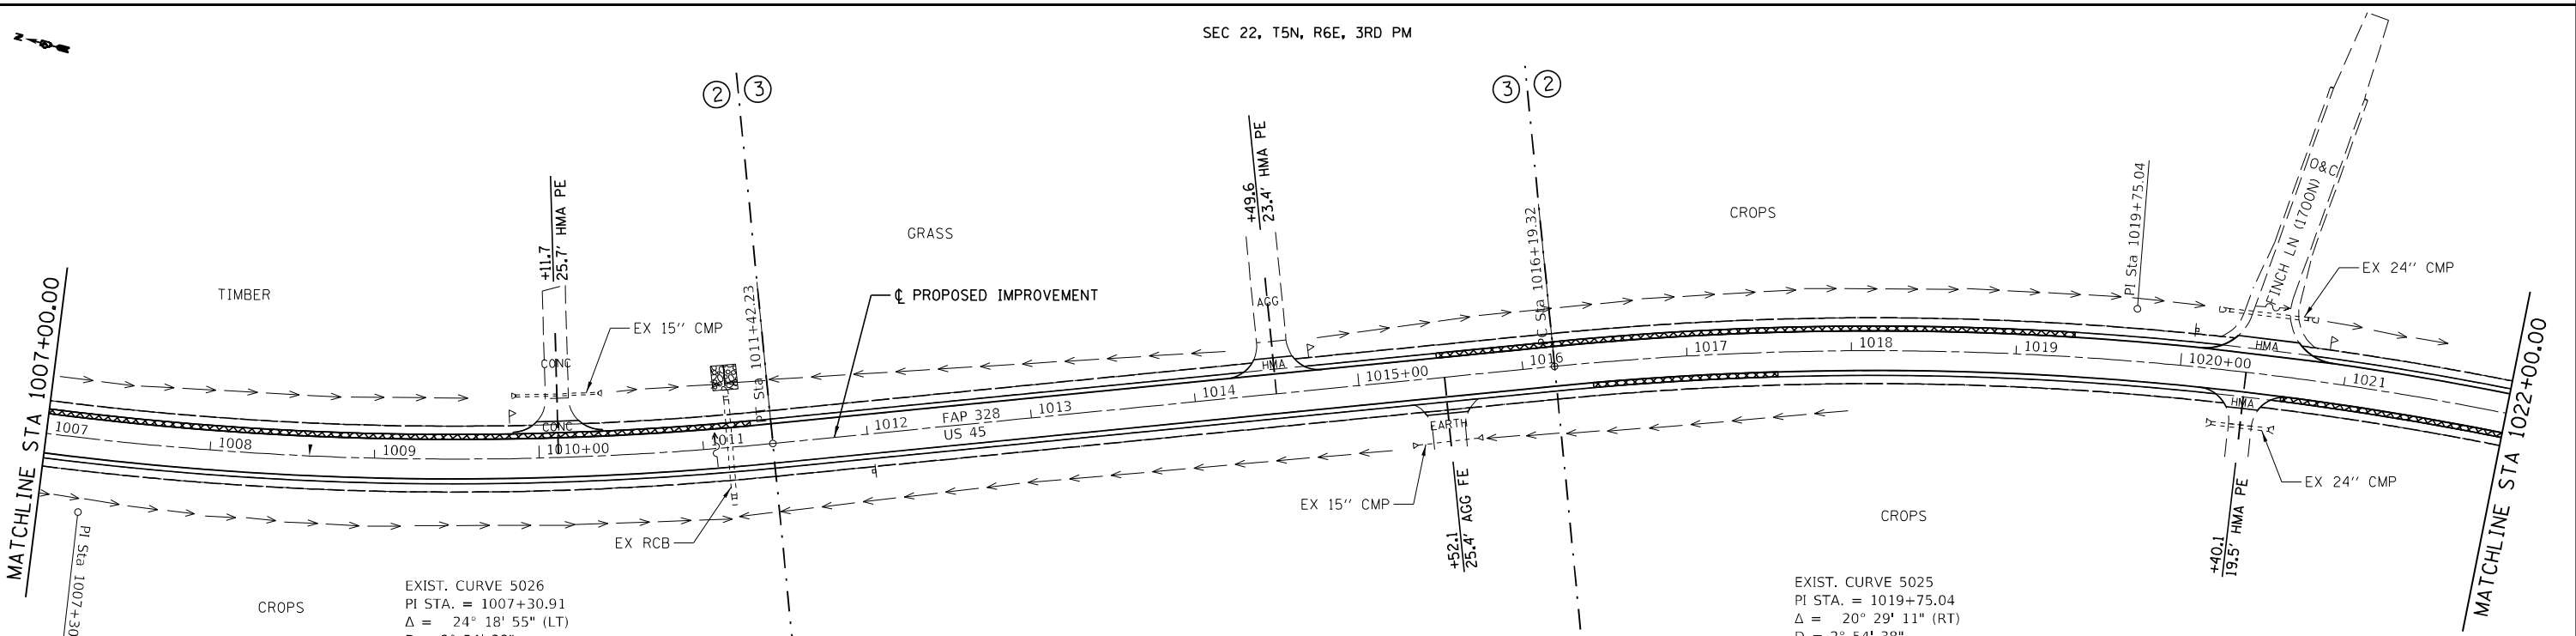 SEC 22, T5N, R6E, 3RD PM
N
2
3
3
2
MATCHLINE STA 1007+00.00
TIMBER
+11.7
25.7' HMA PE
CONC
CONC
EX 15'' CMP
PT Sta 1011+42.23
GRASS
℄ PROPOSED IMPROVEMENT
+49.6
23.4' HMA PE
AGG
HMA
PC Sta 1016+19.32
CROPS
PI Sta 1019+75.04
FINCH LN (1700N)
O&C
EX 24'' CMP
HMA
1007
1008
1009
1010+00
1011
1012
FAP 328
US 45
1013
1014
1015+00
1016
1017
1018
1019
1020+00
1021
MATCHLINE STA 1022+00.00
PI Sta 1007+30
EX RCB
EX 15'' CMP
EARTH
+52.1
25.4' AGG FE
CROPS
HMA
+40.1
19.5' HMA PE
EX 24'' CMP
CROPS
EXIST. CURVE 5026
PI STA. = 1007+30.91
Δ = 24° 18' 55" (LT)
EXIST. CURVE 5025
PI STA. = 1019+75.04
Δ = 20° 29' 11" (RT)
D = 2° 54' 38"